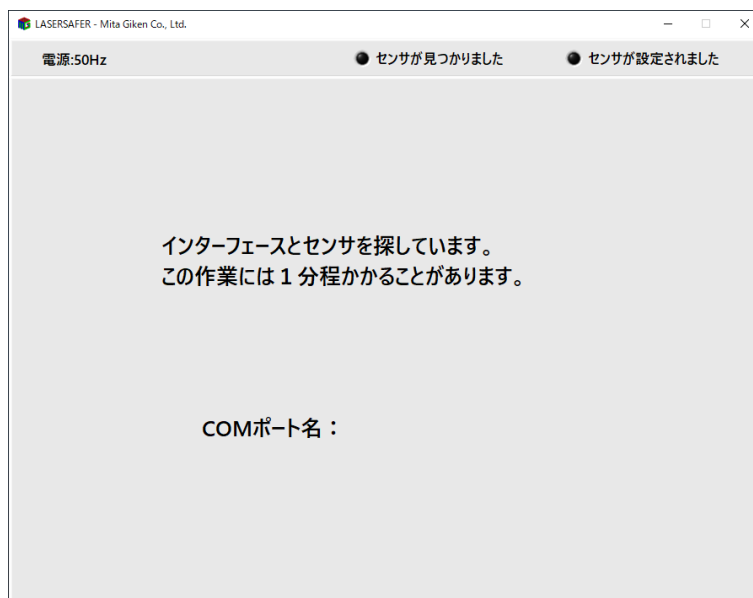 LASERSAFER - Mita Giken Co., Ltd.
電源:50Hz
センサが見つかりました
センサが設定されました
インターフェースとセンサを探しています。
この作業には１分程かかることがあります。
COMポート名：